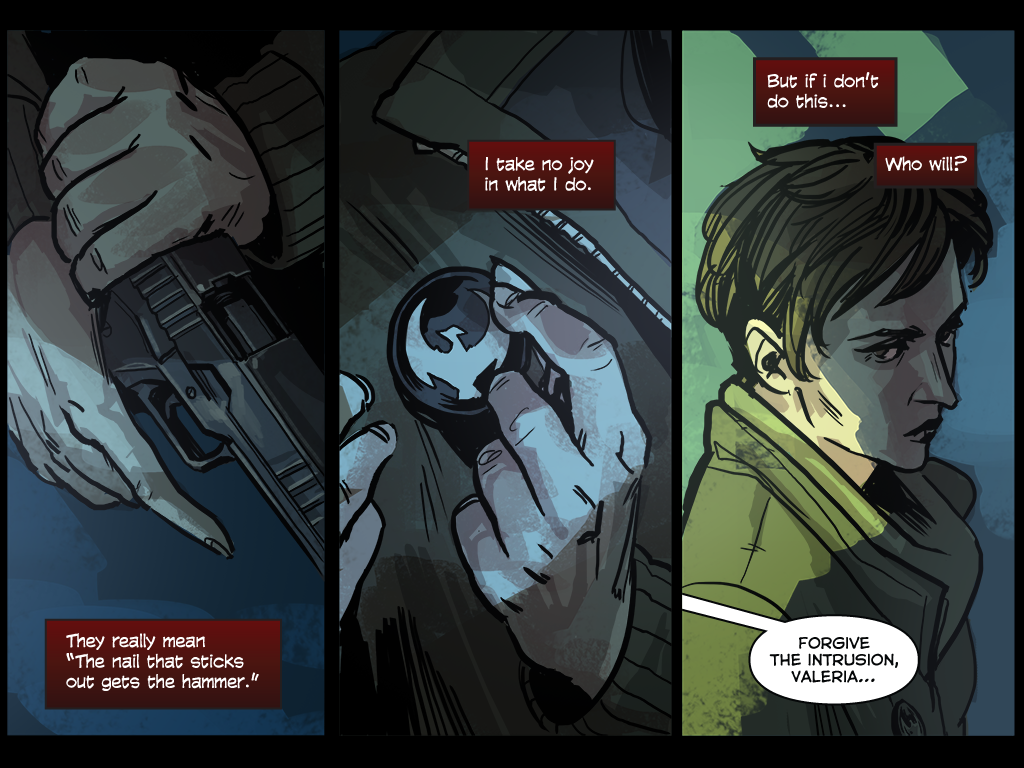 They really mean
"The nail that sticks
out gets the hammer."
I take no joy
in what I do.
But if i don't
do this...
Who will?
FORGIVE
THE INTRUSION,
VALERIA...